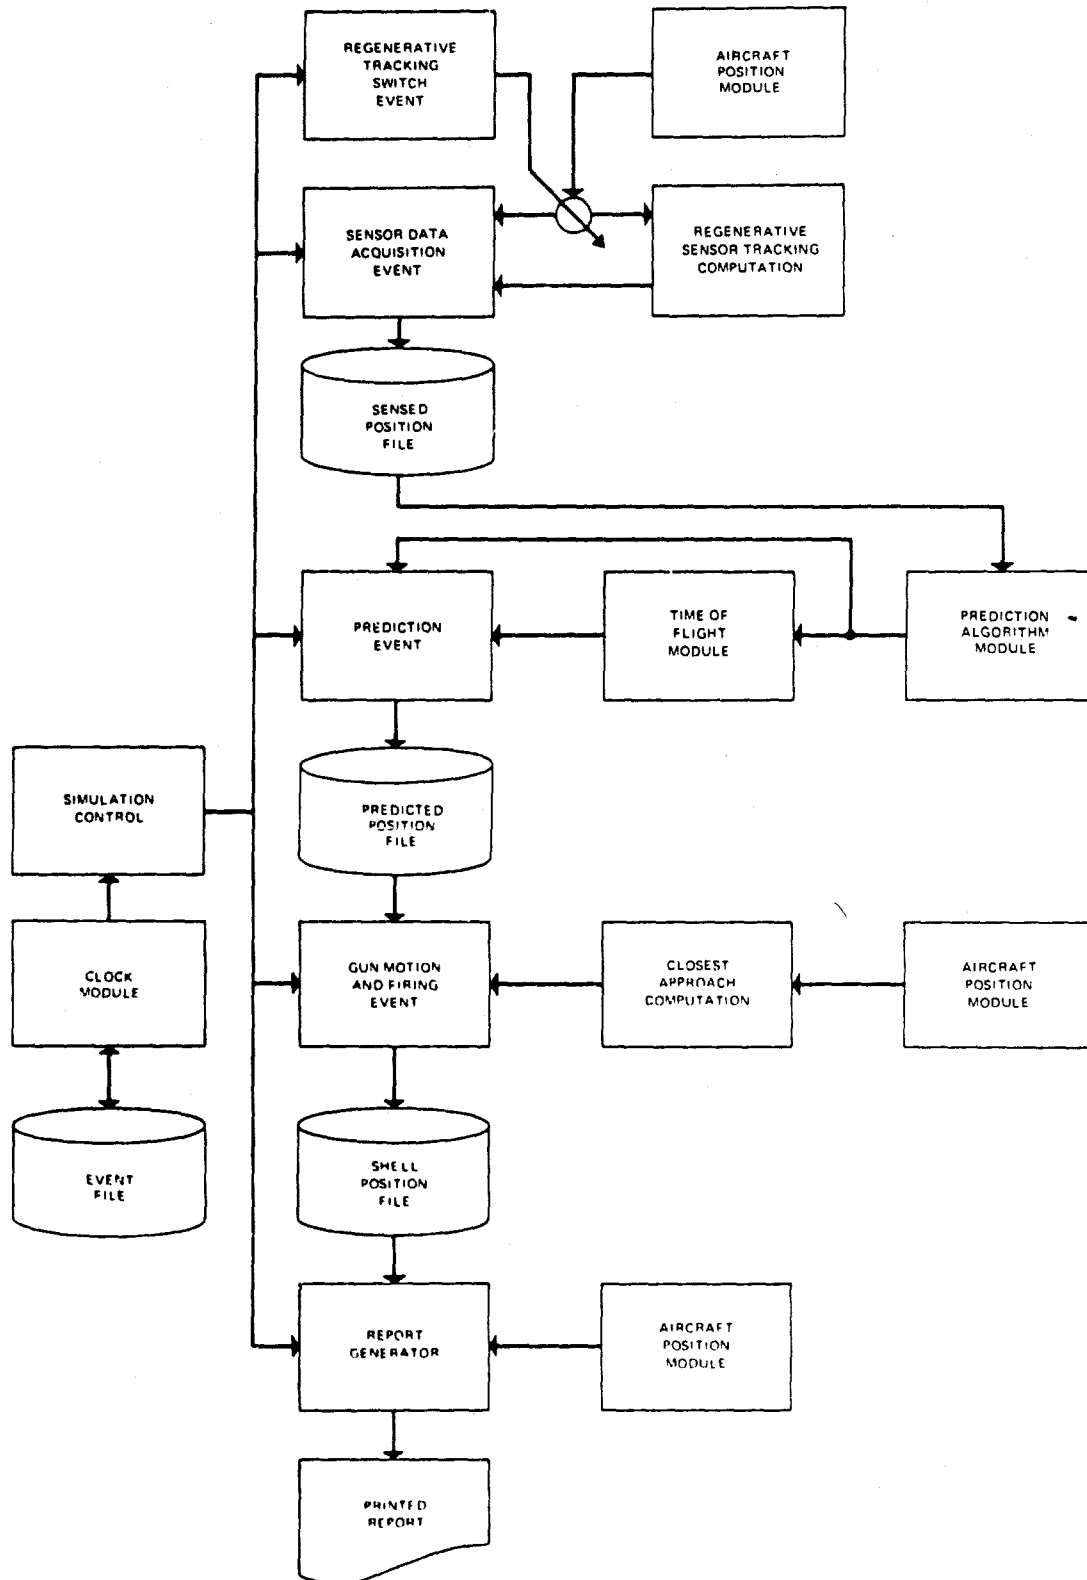 REGENERATIVE
TRACKING
SWITCH
EVENT
AIRCRAFT
POSITION
MODULE
SENSOR DATA
ACQUISITION
EVENT
REGENERATIVE
SENSOR TRACKING
COMPUTATION
SENSED
POSITION
FILE
PREDICTION
EVENT
TIME OF
FLIGHT
MODULE
PREDICTION
ALGORITHM
MODULE
SIMULATION
CONTROL
PREDICTED
POSITION
FILE
CLOCK
MODULE
GUN MOTION
AND FIRING
EVENT
CLOSEST
APPROACH
COMPUTATION
AIRCRAFT
POSITION
MODULE
EVENT
FILE
SHELL
POSITION
FILE
REPORT
GENERATOR
AIRCRAFT
POSITION
MODULE
PRINTED
REPORT